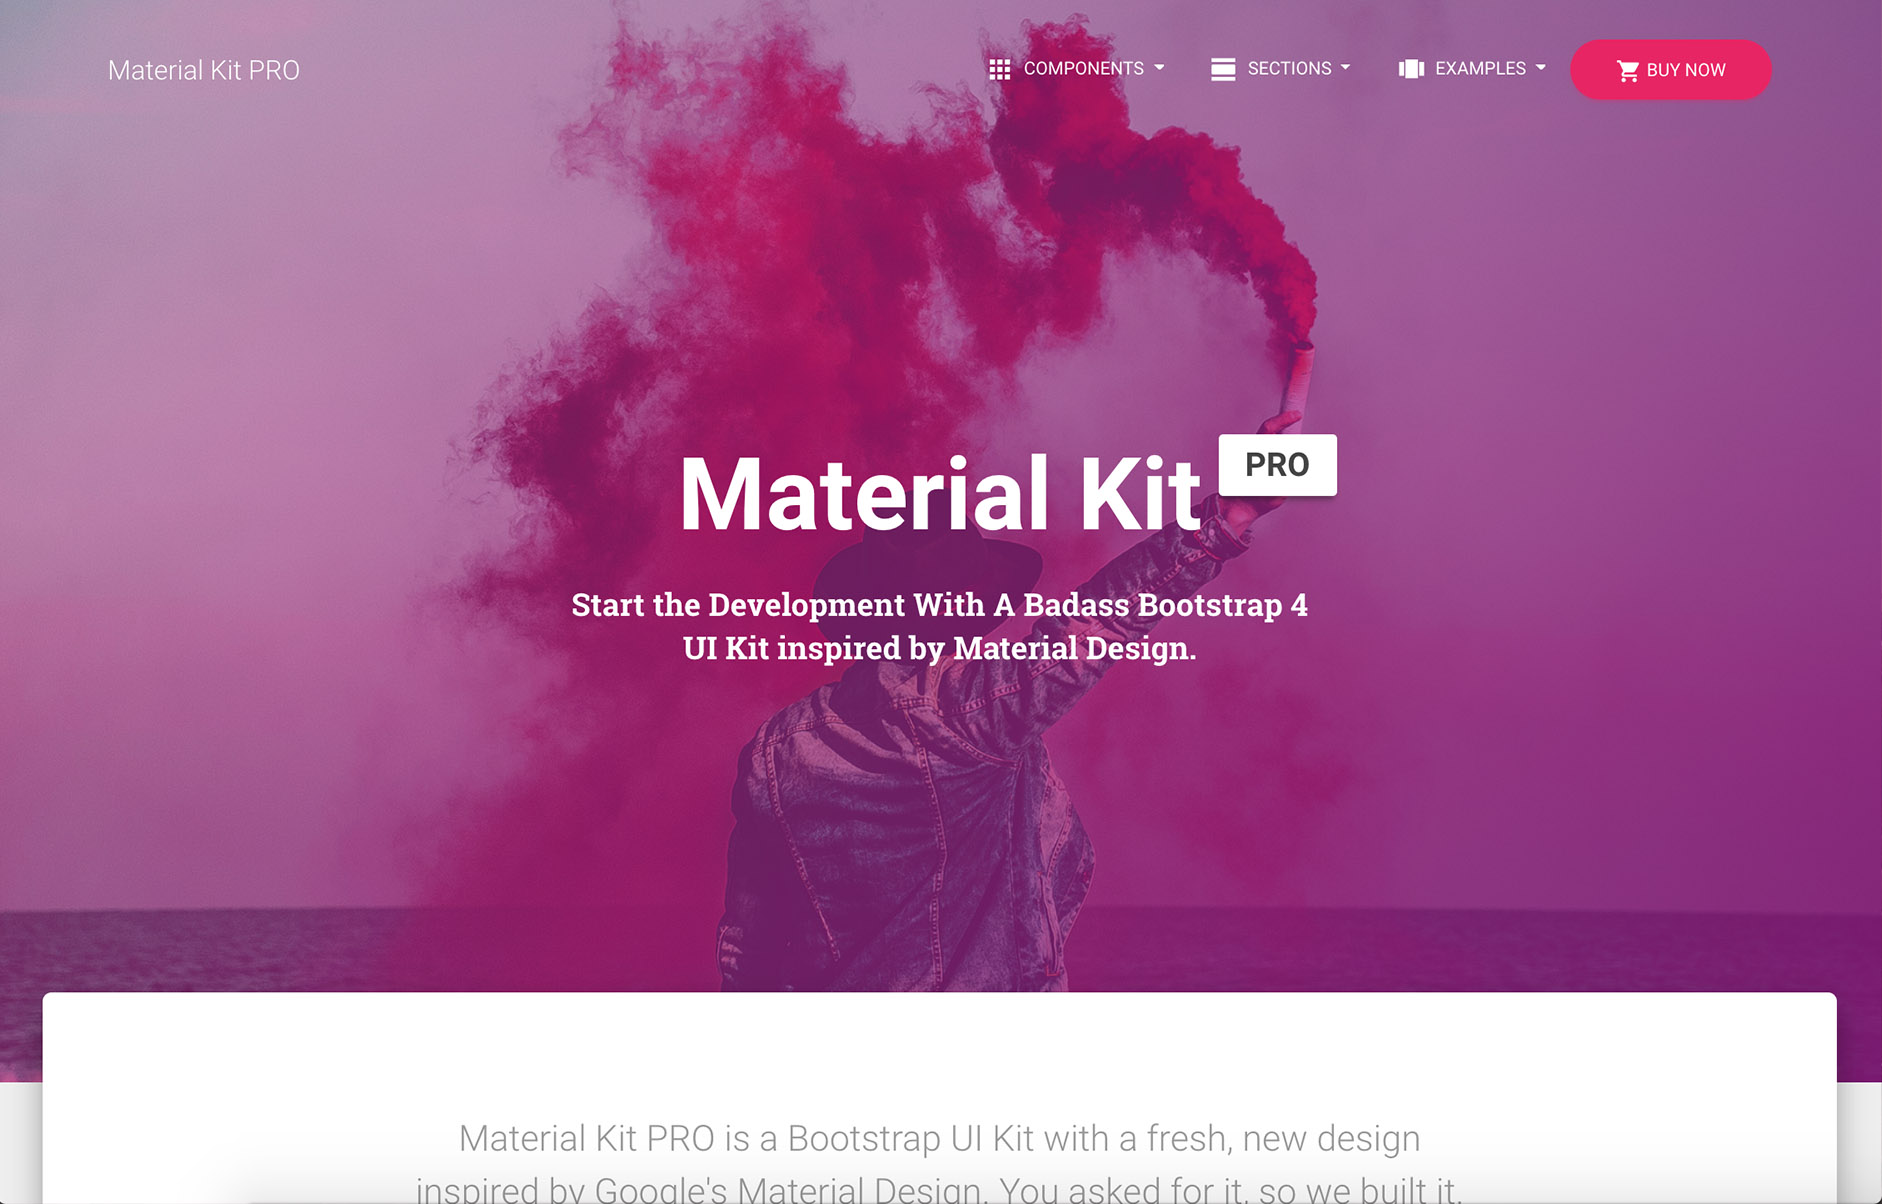 Material Kit PRO
COMPONENTS
SECTIONS
EXAMPLES
BUY NOW
Material Kit PRO
Start the Development With A Badass Bootstrap 4
UI Kit inspired by Material Design.
Material Kit PRO is a Bootstrap UI Kit with a fresh, new design
inspired by Google's Material Design. You asked for it, so we built it.